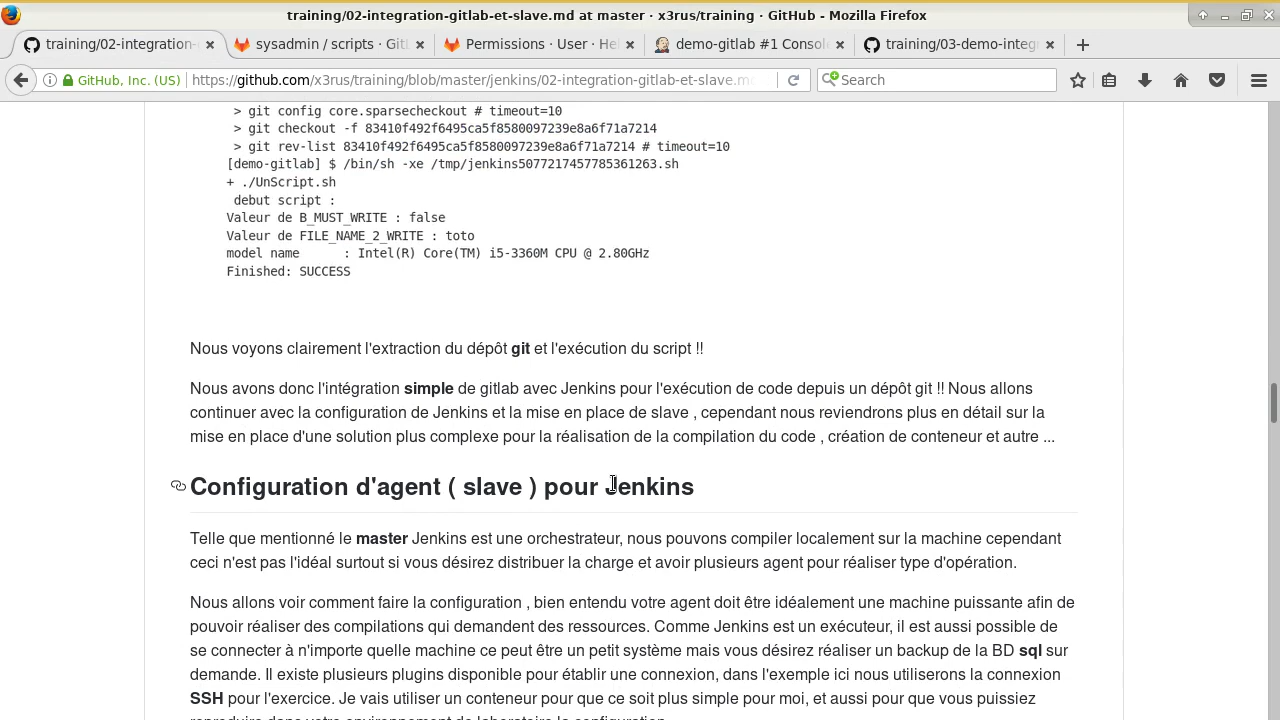 training/02-integration-gitlab-et-slave.md at master · x3rus/training · GitHub - Mozilla Firefox
training/02-integration-
sysadmin / scripts · GitL
Permissions · User · Hel
demo-gitlab #1 Consol
training/03-demo-integ
GitHub, Inc. (US)
https://github.com/x3rus/training/blob/master/jenkins/02-integration-gitlab-et-slave.md
Search
> git config core.sparsecheckout # timeout=10
> git checkout -f 83410f492f6495ca5f8580097239e8a6f71a7214
> git rev-list 83410f492f6495ca5f8580097239e8a6f71a7214 # timeout=10
[demo-gitlab] $ /bin/sh -xe /tmp/jenkins5077217457785361263.sh
+ ./UnScript.sh
debut script :
Valeur de B_MUST_WRITE : false
Valeur de FILE_NAME_2_WRITE : toto
model name      : Intel(R) Core(TM) i5-3360M CPU @ 2.80GHz
Finished: SUCCESS
Nous voyons clairement l'extraction du dépôt git et l'exécution du script !!
Nous avons donc l'intégration simple de gitlab avec Jenkins pour l'exécution de code depuis un dépôt git !! Nous allons
continuer avec la configuration de Jenkins et la mise en place de slave , cependant nous reviendrons plus en détail sur la
mise en place d'une solution plus complexe pour la réalisation de la compilation du code , création de conteneur et autre ...
Configuration d'agent ( slave ) pour Jenkins
Telle que mentionné le master Jenkins est une orchestrateur, nous pouvons compiler localement sur la machine cependant
ceci n'est pas l'idéal surtout si vous désirez distribuer la charge et avoir plusieurs agent pour réaliser type d'opération.
Nous allons voir comment faire la configuration , bien entendu votre agent doit être idéalement une machine puissante afin de
pouvoir réaliser des compilations qui demandent des ressources. Comme Jenkins est un exécuteur, il est aussi possible de
se connecter à n'importe quelle machine ce peut être un petit système mais vous désirez réaliser un backup de la BD sql sur
demande. Il existe plusieurs plugins disponible pour établir une connexion, dans l'exemple ici nous utiliserons la connexion
SSH pour l'exercice. Je vais utiliser un conteneur pour que ce soit plus simple pour moi, et aussi pour que vous puissiez
reproduire dans votre environnement de laboratoire la configuration